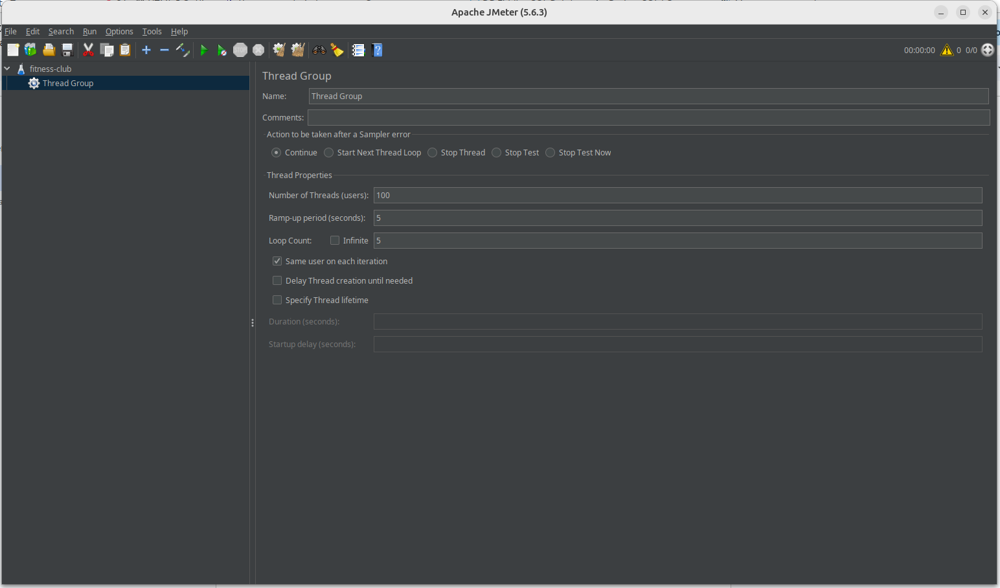 Apache JMeter (5.6.3)
File Edit Search Run Options Tools Help
STOP 00:00:00 0 0/0
fitness-club
Thread Group
Thread Group
Name: Thread Group
Comments:
Action to be taken after a Sampler error
Continue Start Next Thread Loop Stop Thread Stop Test Stop Test Now
Thread Properties
Number of Threads (users): 100
Ramp-up period (seconds): 5
Loop Count: Infinite 5
Same user on each iteration
Delay Thread creation until needed
Specify Thread lifetime
Duration (seconds):
Startup delay (seconds):